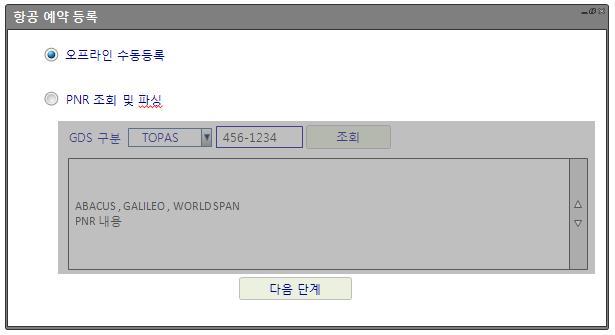 항공 예약 등록
오프라인 수동등록
PNR 조회 및 파싱
GDS 구분 TOPAS 456-1234 조회
ABACUS , GALILEO , WORLDSPAN
PNR 내용
다음 단계